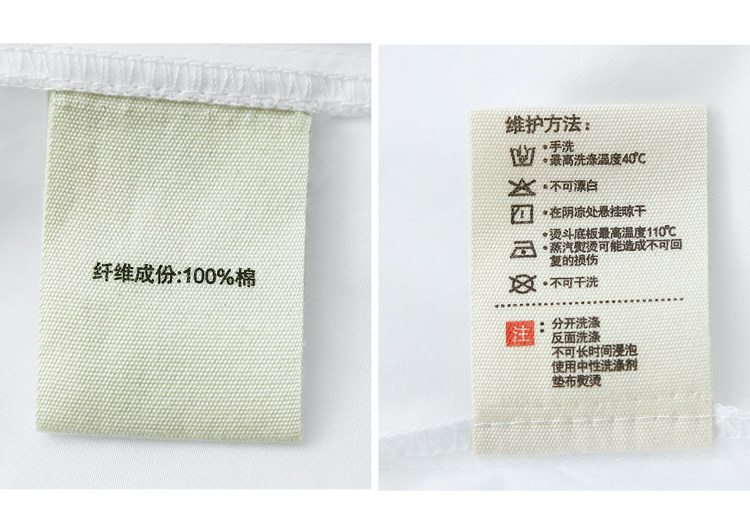 纤维成份:100%棉
维护方法：
•手洗
•最高洗涤温度40℃
•不可漂白
•在阴凉处悬挂晾干
•烫斗底板最高温度110℃
•蒸汽熨烫可能造成不可回
复的损伤
•不可干洗
注：分开洗涤
反面洗涤
不可长时间浸泡
使用中性洗涤剂
垫布熨烫